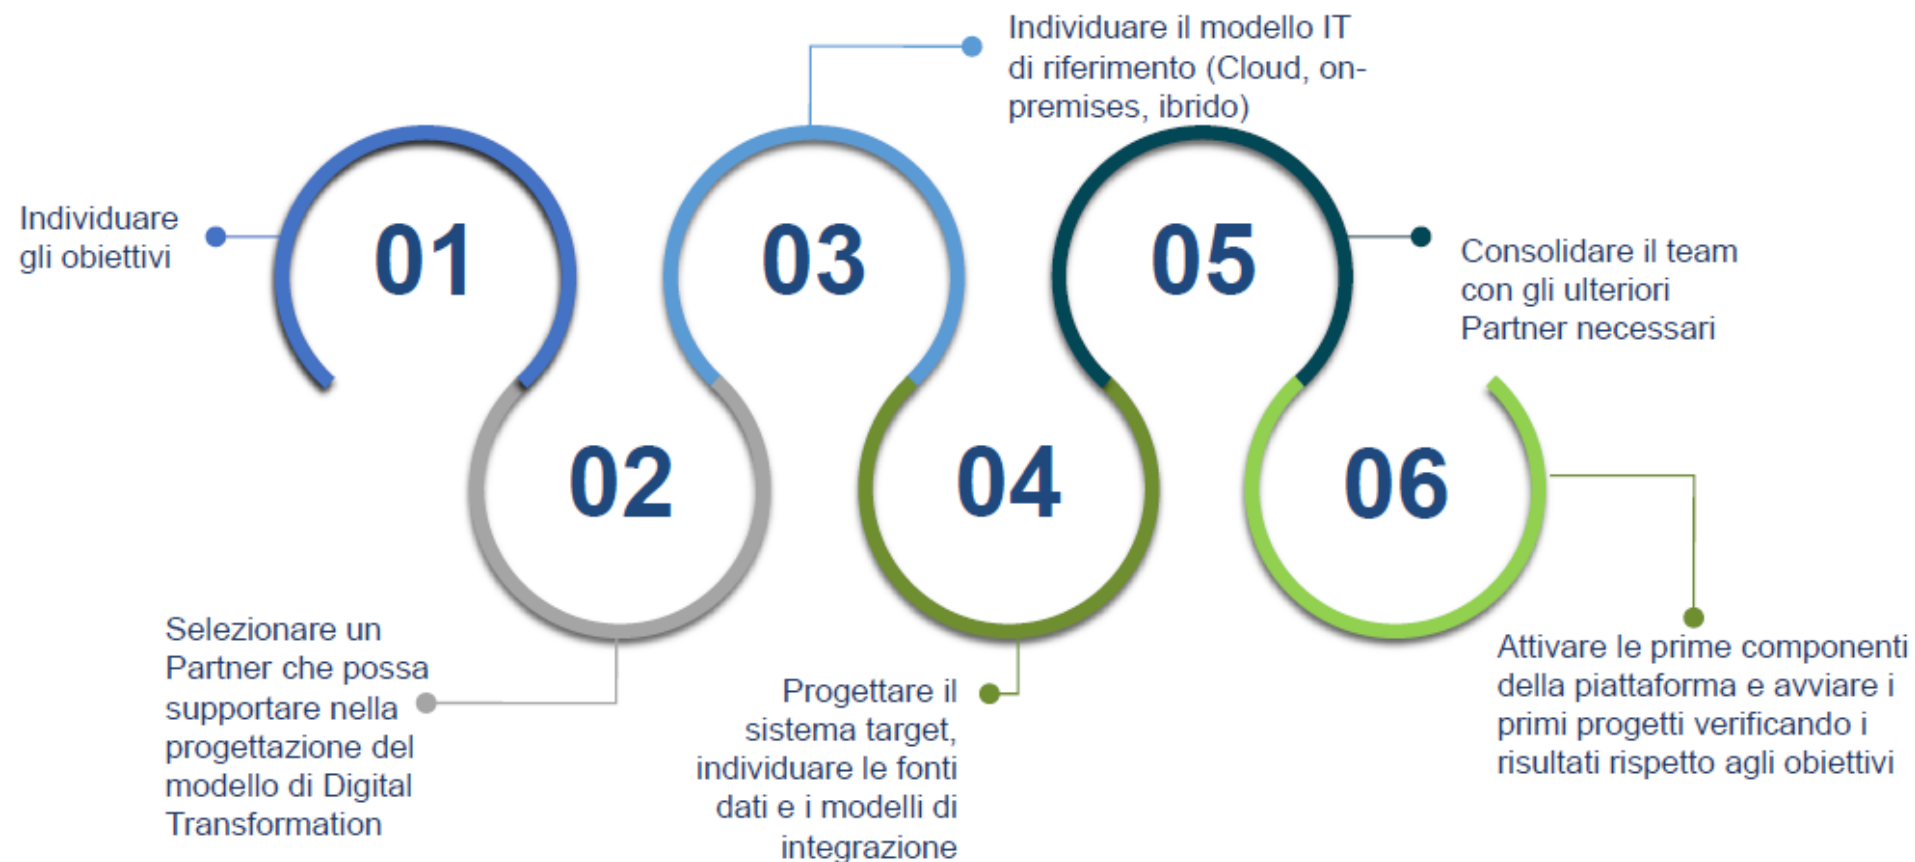 01
Individuare
gli obiettivi
02
Selezionare un
Partner che possa
supportare nella
progettazione del
modello di Digital
Transformation
03
Individuare il modello IT
di riferimento (Cloud, on-
premises, ibrido)
04
Progettare il
sistema target,
individuare le fonti
dati e i modelli di
integrazione
05
Consolidare il team
con gli ulteriori
Partner necessari
06
Attivare le prime componenti
della piattaforma e avviare i
primi progetti verificando i
risultati rispetto agli obiettivi